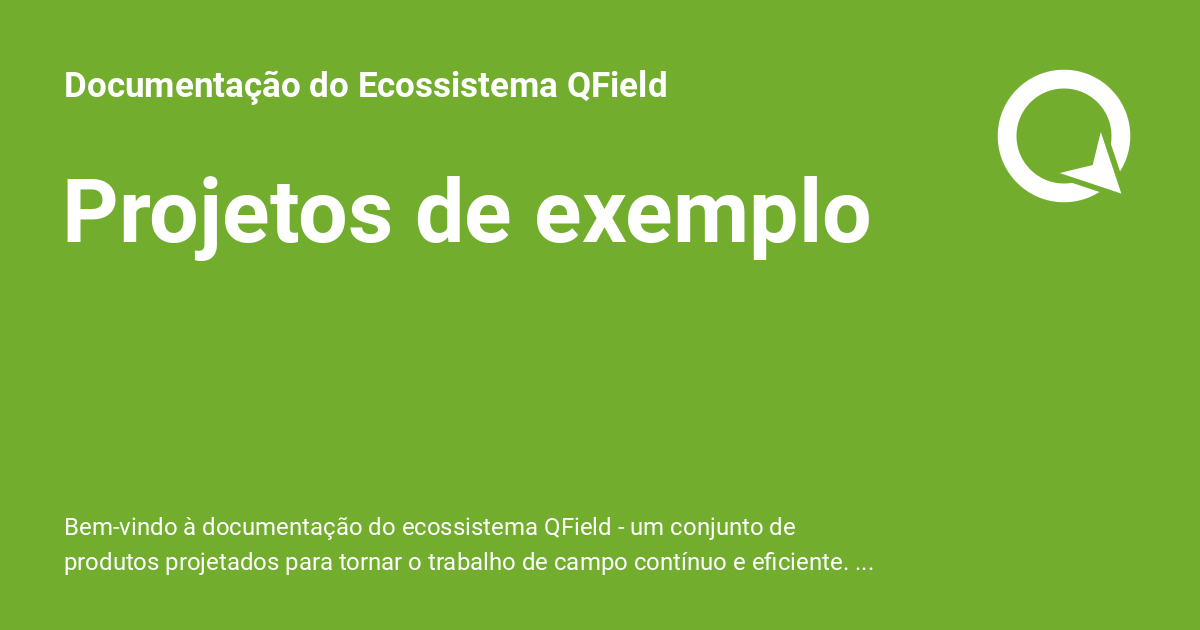 Documentação do Ecossistema QField
Projetos de exemplo
Bem-vindo à documentação do ecossistema QField - um conjunto de
produtos projetados para tornar o trabalho de campo contínuo e eficiente. ...